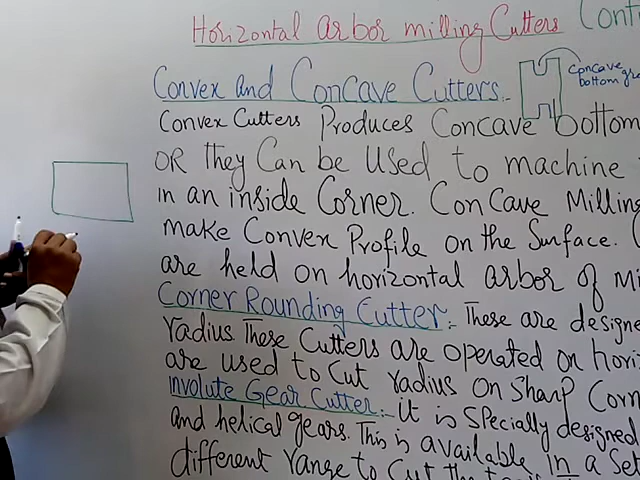 Horizontal arbor milling Cutters
Convex and Concave Cutters:-
Concave
bottom
Convex Cutters Produces Concave bottom
OR they Can be Used to machine
in an inside Corner. ConCave Milling
make Convex Profile on the Surface.
are held on horizontal arbor of
Corner Rounding Cutter:- These are
radius These Cutters are operated on
are used to Cut radius on Sharp
Involute Gear Cutter:- it is Specially designed
and helical gears. This is available in a Set
different range to Cut the